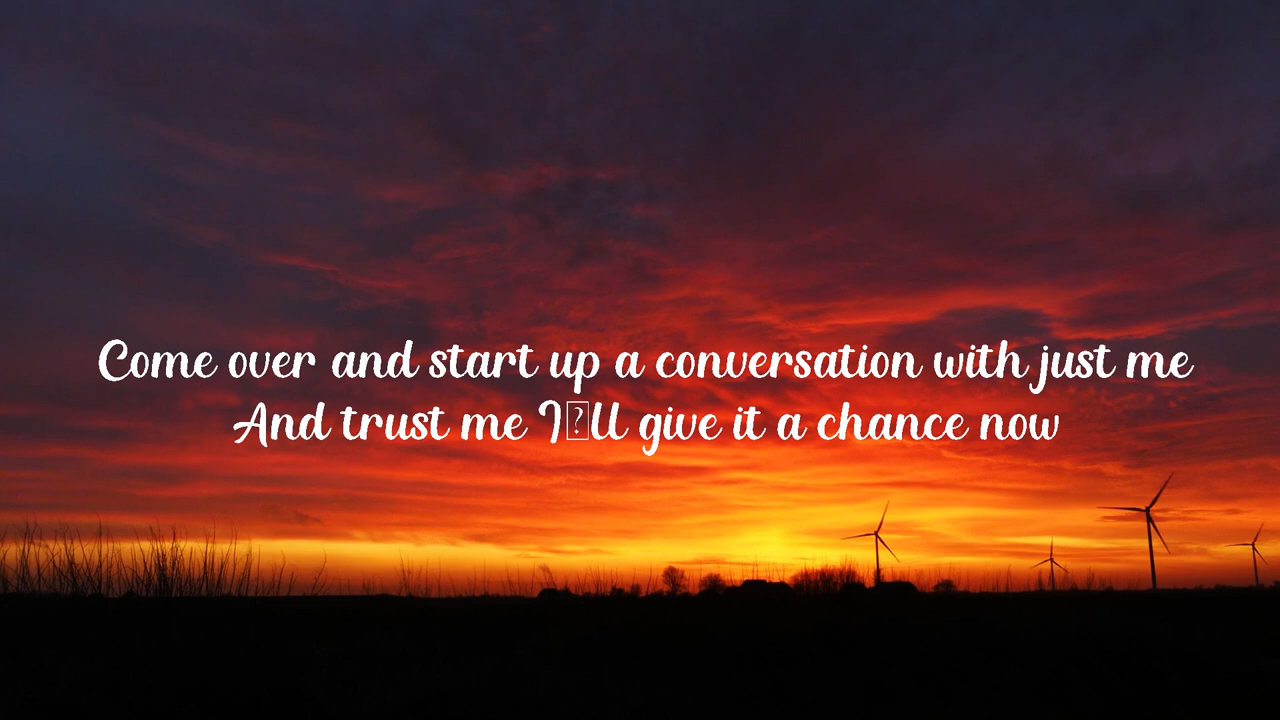 Come over and start up a conversation with just me
And trust me I�ll give it a chance now